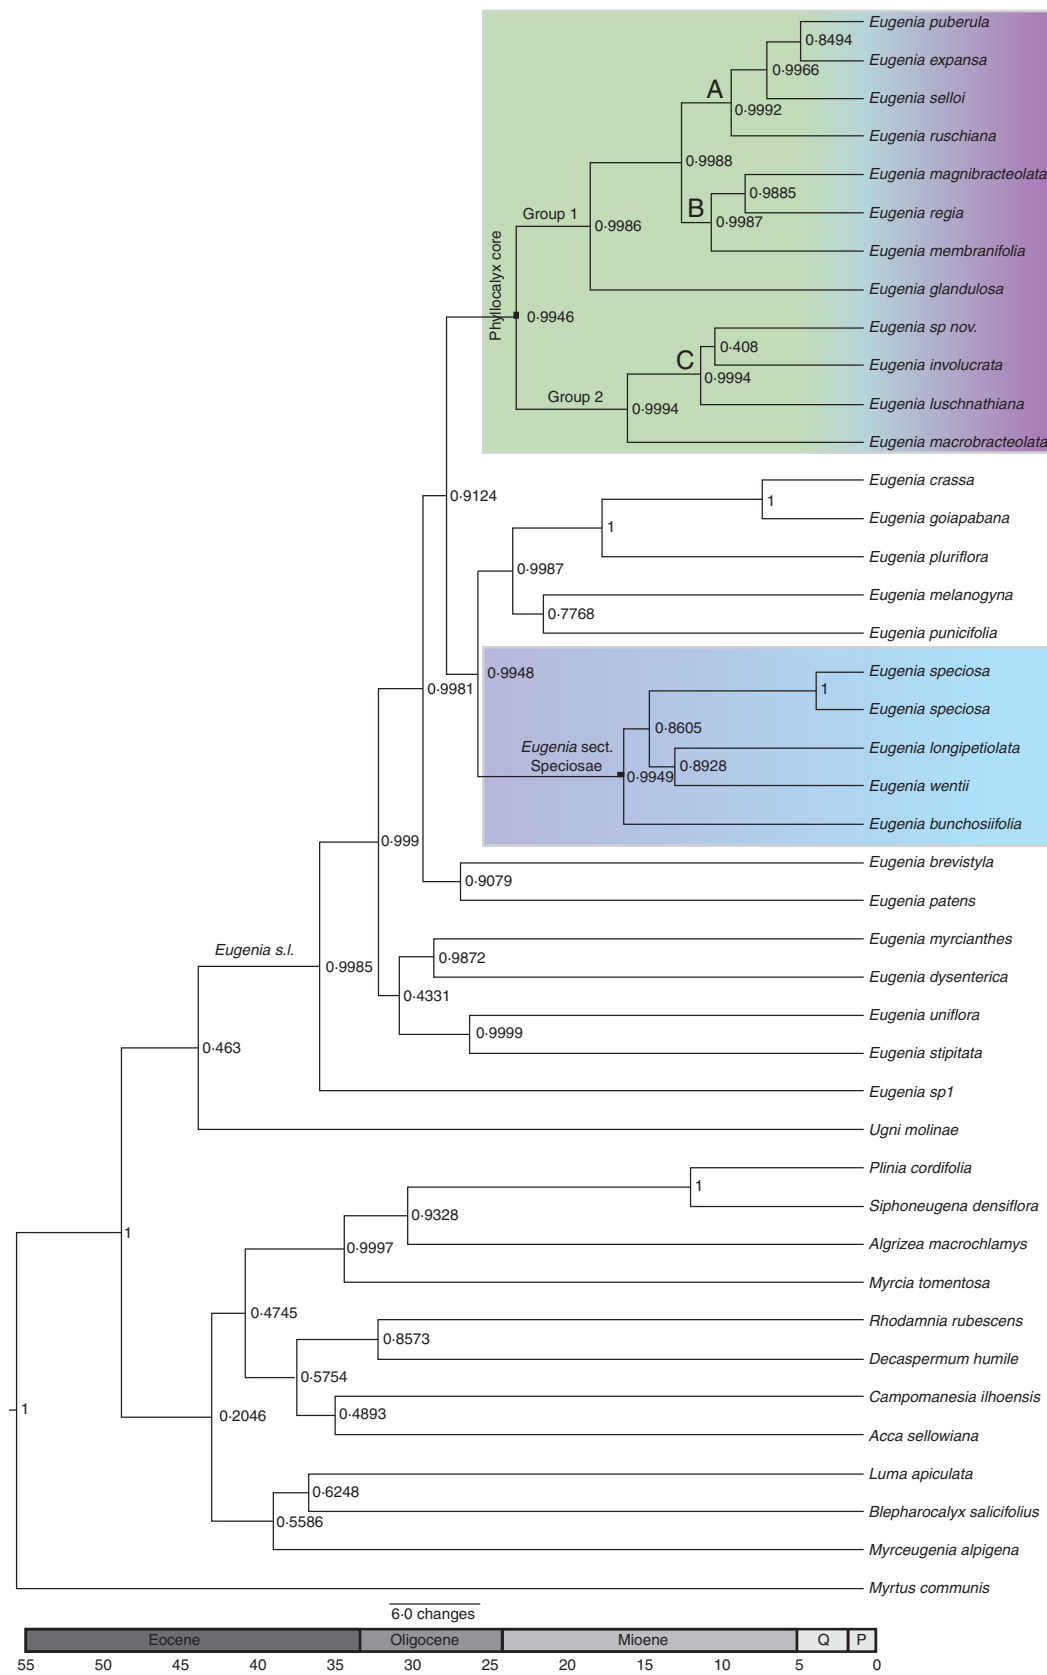 Eugenia puberula
0·8494
Eugenia expansa
0·9966
A
Eugenia selloi
0·9992
Eugenia ruschiana
0·9988
Eugenia magnibracteolata
0·9885
B
Eugenia regia
Group 1
0·9987
0·9986
Eugenia membranifolia
Phyllocalyx core
Eugenia glandulosa
0·9946
Eugenia sp nov.
0·408
C
Eugenia involucrata
0·9994
Group 2
Eugenia luschnathiana
0·9994
Eugenia macrobracteolata
Eugenia crassa
0·9124
1
Eugenia goiapabana
1
Eugenia pluriflora
0·9987
Eugenia melanogyna
0·7768
Eugenia punicifolia
0·9948
Eugenia speciosa
0·9981
1
Eugenia speciosa
0·8605
Eugenia sect.
Speciosae
Eugenia longipetiolata
0·8928
0·9949
Eugenia wentii
Eugenia bunchosiifolia
0·999
Eugenia brevistyla
0·9079
Eugenia patens
Eugenia s.l.
Eugenia myrcianthes
0·9872
0·9985
Eugenia dysenterica
0·4331
Eugenia uniflora
0·9999
Eugenia stipitata
0·463
Eugenia sp1
Ugni molinae
Plinia cordifolia
1
Siphoneugena densiflora
0·9328
1
Algrizea macrochlamys
0·9997
Myrcia tomentosa
0·4745
Rhodamnia rubescens
0·8573
Decaspermum humile
0·5754
Campomanesia ilhoensis
1
0·2046
0·4893
Acca sellowiana
Luma apiculata
0·6248
Blepharocalyx salicifolius
0·5586
Myrceugenia alpigena
Myrtus communis
6·0 changes
Eocene Oligocene Mioene Q P
55 50 45 40 35 30 25 20 15 10 5 0